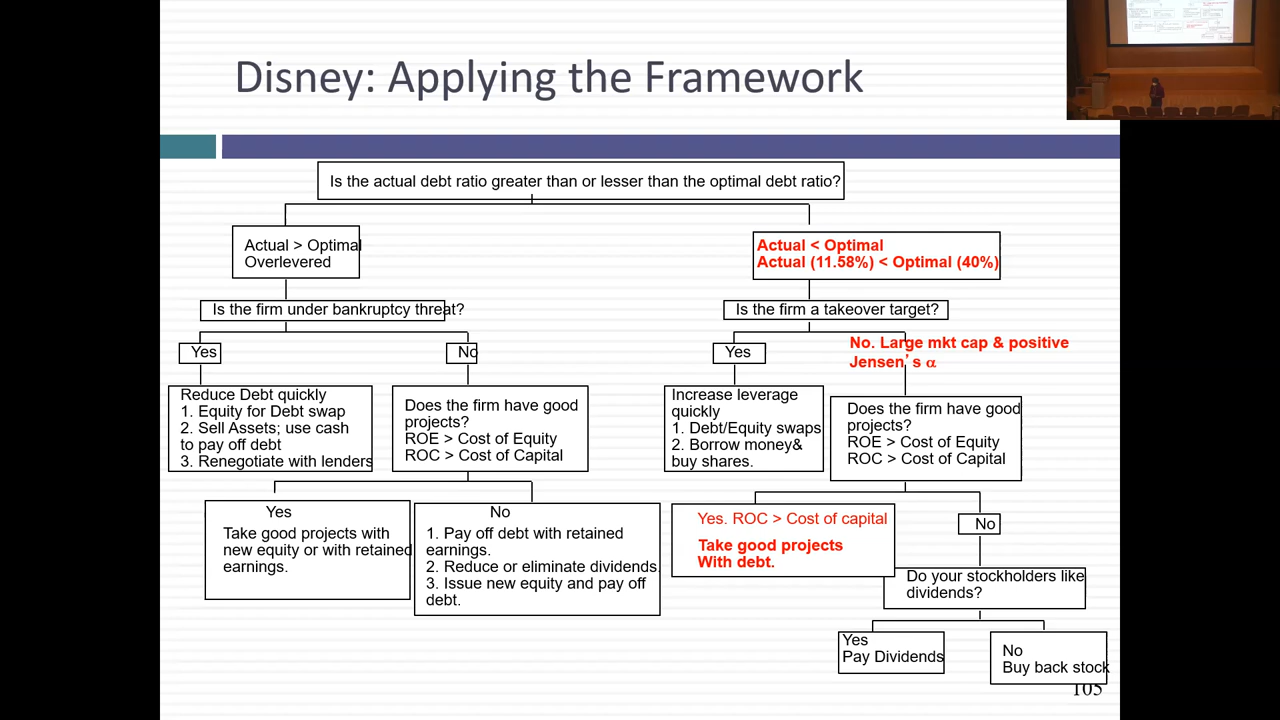 Disney: Applying the Framework
Is the actual debt ratio greater than or lesser than the optimal debt ratio?
Actual > Optimal
Overlevered
Actual < Optimal
Actual (11.58%) < Optimal (40%)
Is the firm under bankruptcy threat?
Is the firm a takeover target?
Yes
No
Yes
No. Large mkt cap & positive
Jensen’s α
Reduce Debt quickly
1. Equity for Debt swap
2. Sell Assets; use cash
to pay off debt
3. Renegotiate with lenders
Does the firm have good
projects?
ROE > Cost of Equity
ROC > Cost of Capital
Increase leverage
quickly
1. Debt/Equity swaps
2. Borrow money&
buy shares.
Does the firm have good
projects?
ROE > Cost of Equity
ROC > Cost of Capital
Yes
Take good projects with
new equity or with retained
earnings.
No
1. Pay off debt with retained
earnings.
2. Reduce or eliminate dividends.
3. Issue new equity and pay off
debt.
Yes. ROC > Cost of capital
Take good projects
With debt.
No
Do your stockholders like
dividends?
Yes
Pay Dividends
No
Buy back stock
105